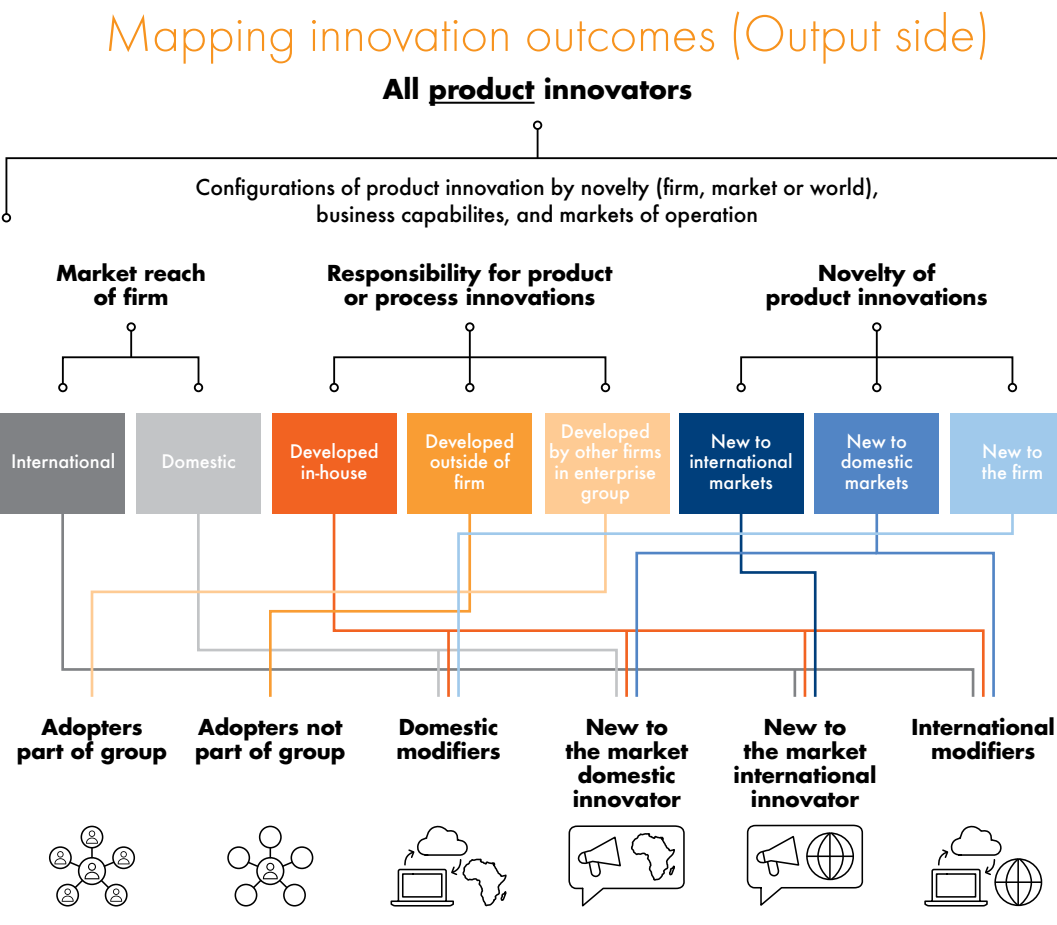 Mapping innovation outcomes (Output side)
All product innovators
Configurations of product innovation by novelty (firm, market or world),
business capabilites, and markets of operation
Market reach
of firm
Responsibility for product
or process innovations
Novelty of
product innovations
International
Domestic
Developed
in-house
Developed
outside of
firm
Developed
by other firms
in enterprise
group
New to
international
markets
New to
domestic
markets
New to
the firm
Adopters
part of group
Adopters not
part of group
Domestic
modifiers
New to
the market
domestic
innovator
New to
the market
international
innovator
International
modifiers